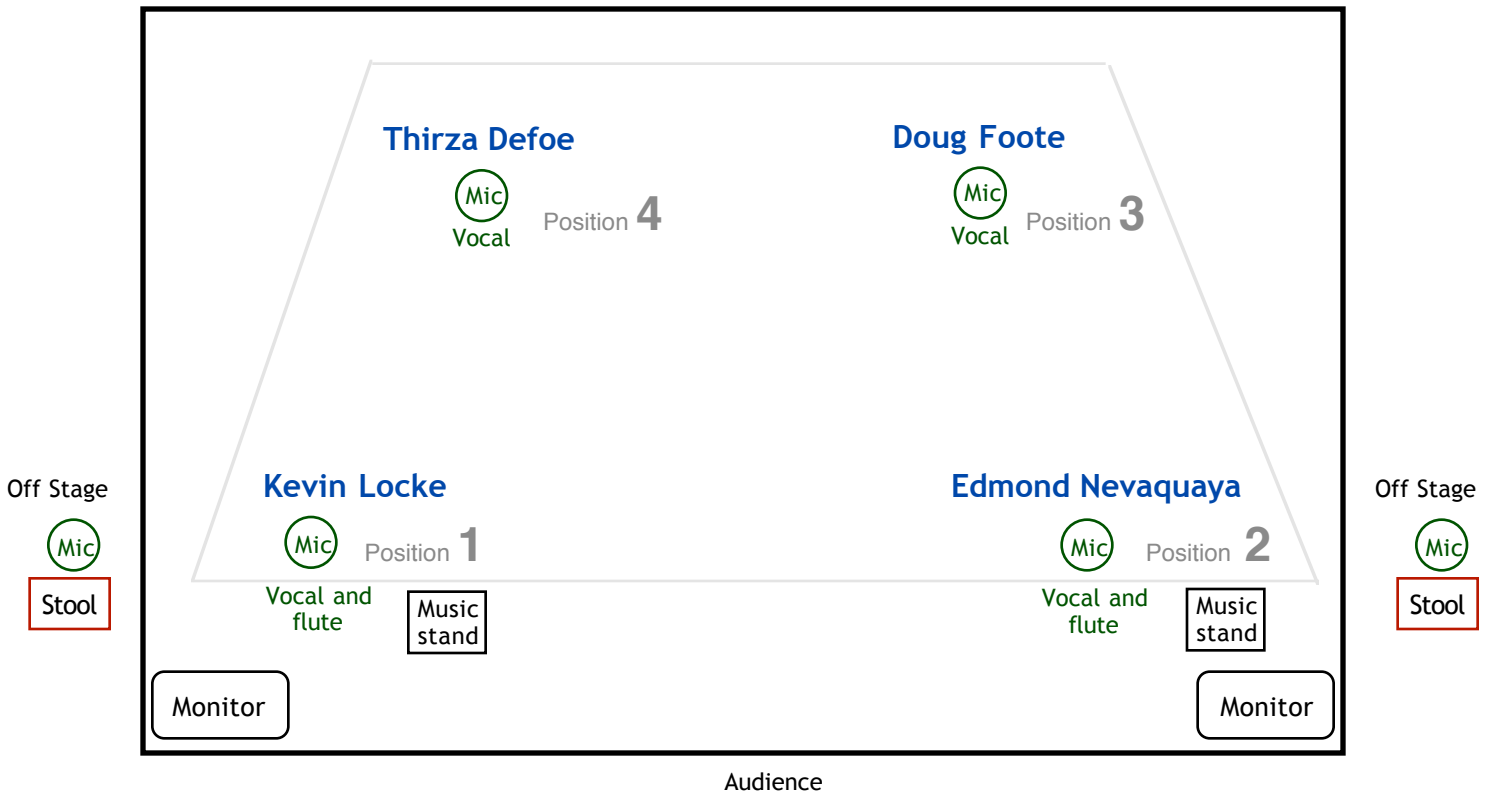 Thirza Defoe
Mic
Vocal
Position 4
Doug Foote
Mic
Vocal
Position 3
Off Stage
Mic
Stool
Kevin Locke
Mic
Position 1
Vocal and
flute
Music
stand
Edmond Nevaquaya
Mic
Position 2
Vocal and
flute
Music
stand
Off Stage
Mic
Stool
Monitor
Monitor
Audience